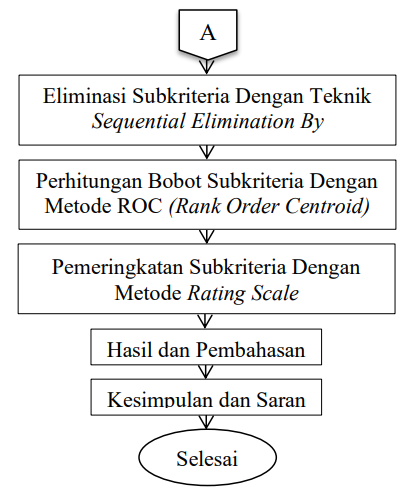 A
Eliminasi Subkriteria Dengan Teknik
Sequential Elimination By
Perhitungan Bobot Subkriteria Dengan
Metode ROC (Rank Order Centroid)
Pemeringkatan Subkriteria Dengan
Metode Rating Scale
Hasil dan Pembahasan
Kesimpulan dan Saran
Selesai